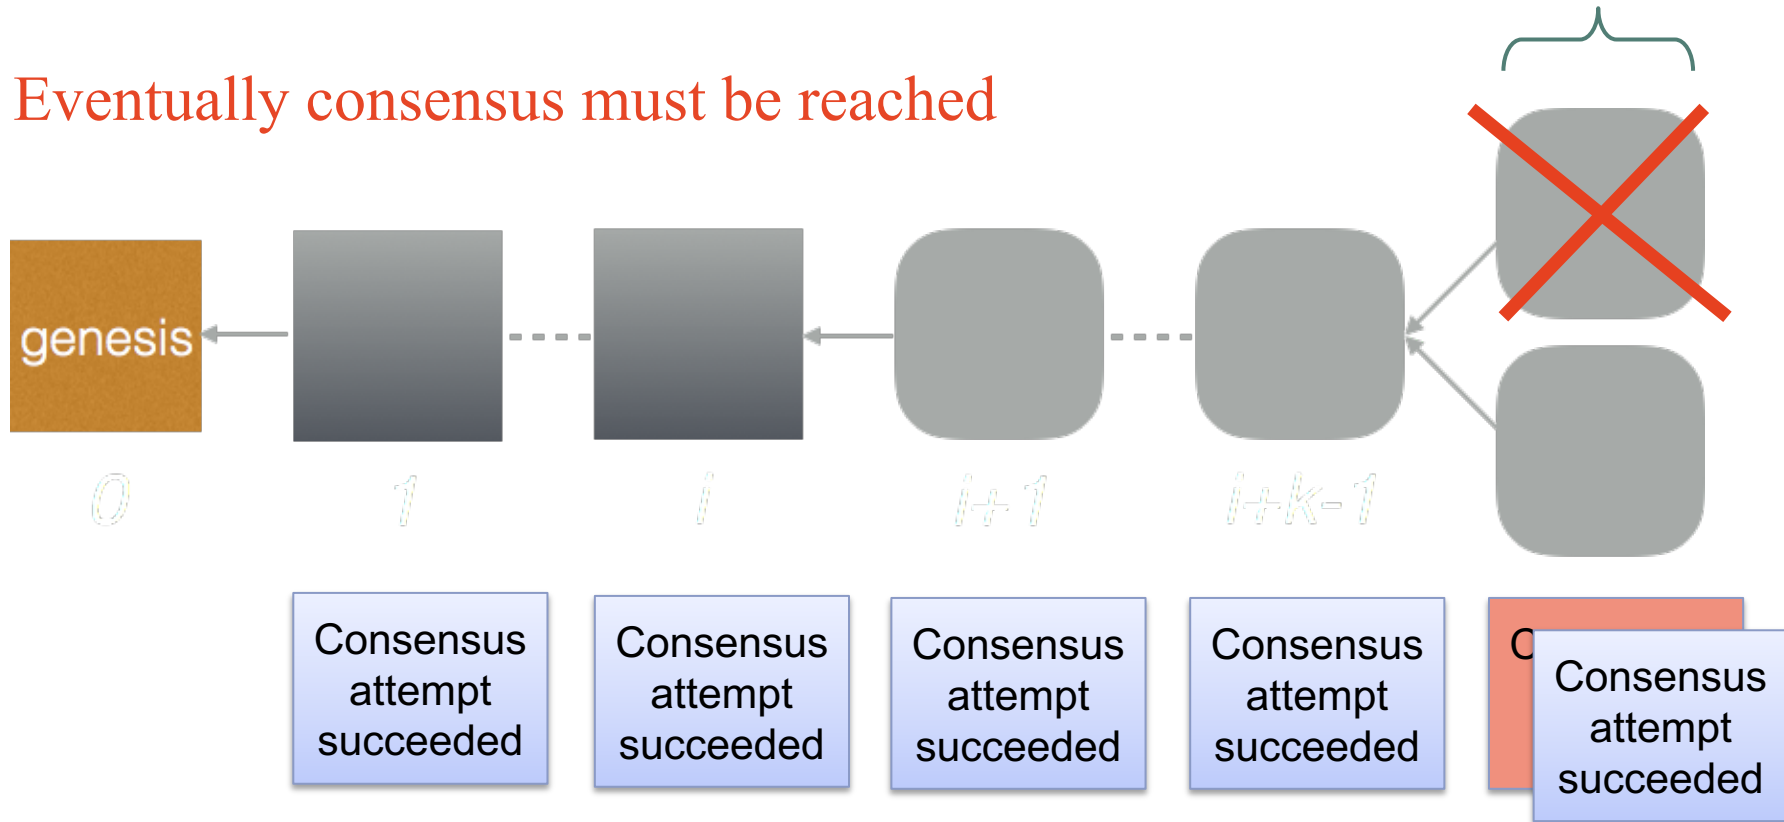 Eventually consensus must be reached
genesis
0
1
i
i+1
i+k-1
Consensus
attempt
succeeded
Consensus
attempt
succeeded
Consensus
attempt
succeeded
Consensus
attempt
succeeded
C
Consensus
attempt
succeeded